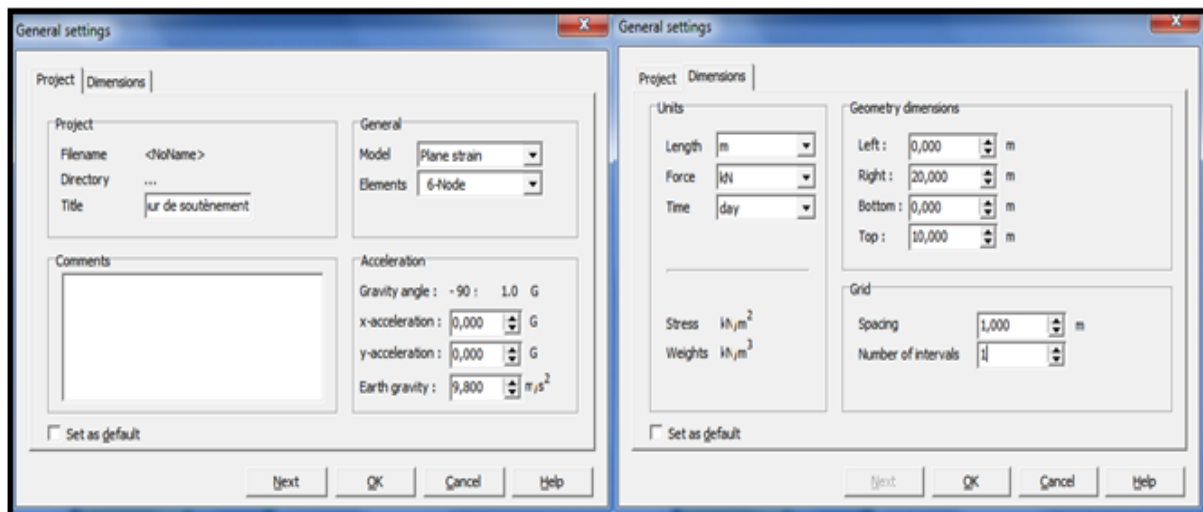 General settings
Project Dimensions
Project
Filename <NoName>
Directory ...
Title ur de soutènement
General
Model Plane strain
Elements 6-Node
Comments
Acceleration
Gravity angle : - 90 : 1.0 G
x-acceleration : 0,000 G
y-acceleration : 0,000 G
Earth gravity : 9,800 m/s²
Set as default
Next OK Cancel Help
General settings
Project Dimensions
Units
Length m
Force kN
Time day
Stress kN/m²
Weights kN/m³
Geometry dimensions
Left : 0,000 m
Right : 20,000 m
Bottom : 0,000 m
Top : 10,000 m
Grid
Spacing 1,000 m
Number of intervals 1
Set as default
Next OK Cancel Help